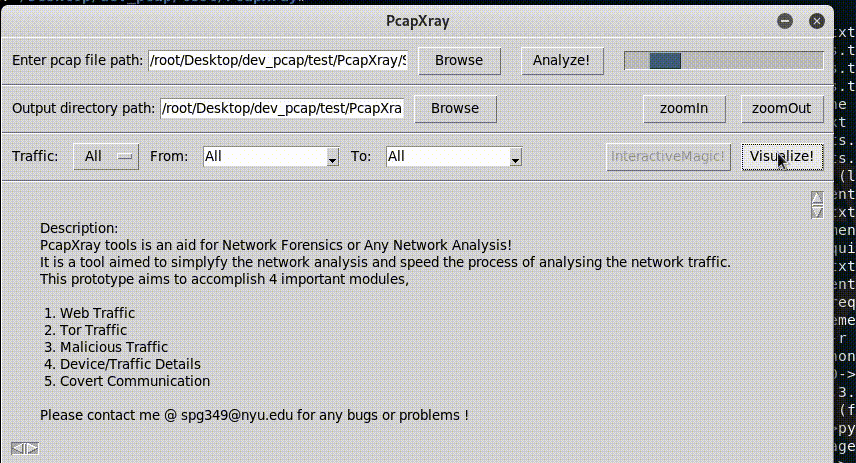 PcapXray
Enter pcap file path: /root/Desktop/dev_pcap/test/PcapXray/S Browse Analyze!
Output directory path: /root/Desktop/dev_pcap/test/PcapXra Browse zoomIn zoomOut
Traffic: All From: All To: All InteractiveMagic! Visualize!
Description:
PcapXray tools is an aid for Network Forensics or Any Network Analysis!
It is a tool aimed to simplyfy the network analysis and speed the process of analysing the network traffic.
This prototype aims to accomplish 4 important modules,
1. Web Traffic
2. Tor Traffic
3. Malicious Traffic
4. Device/Traffic Details
5. Covert Communication
Please contact me @ spg349@nyu.edu for any bugs or problems !